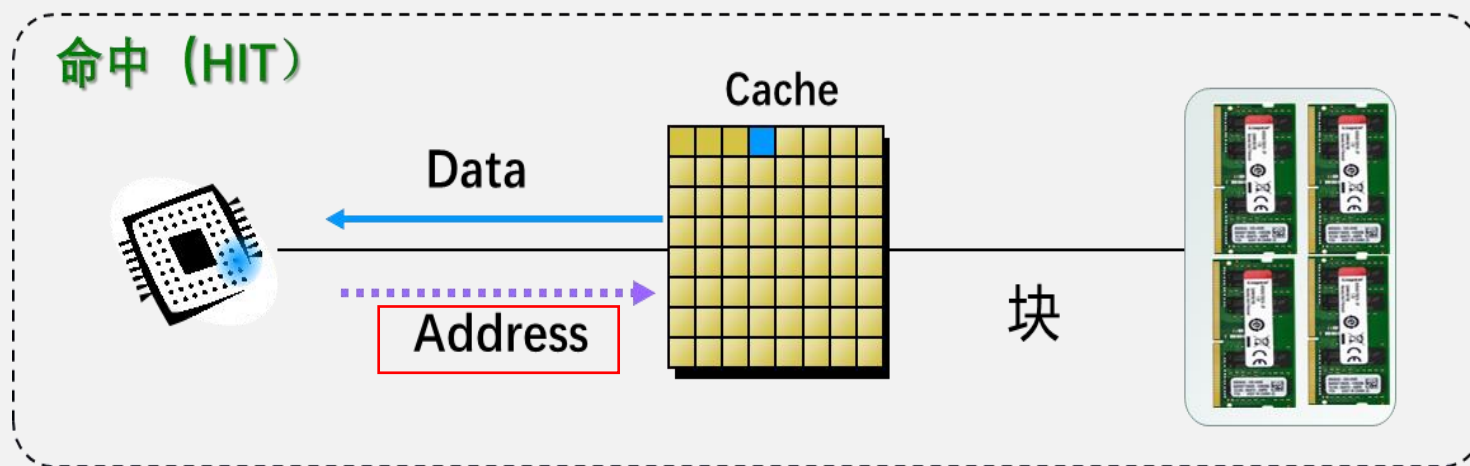 命中（HIT）
Cache
Data
Address
块